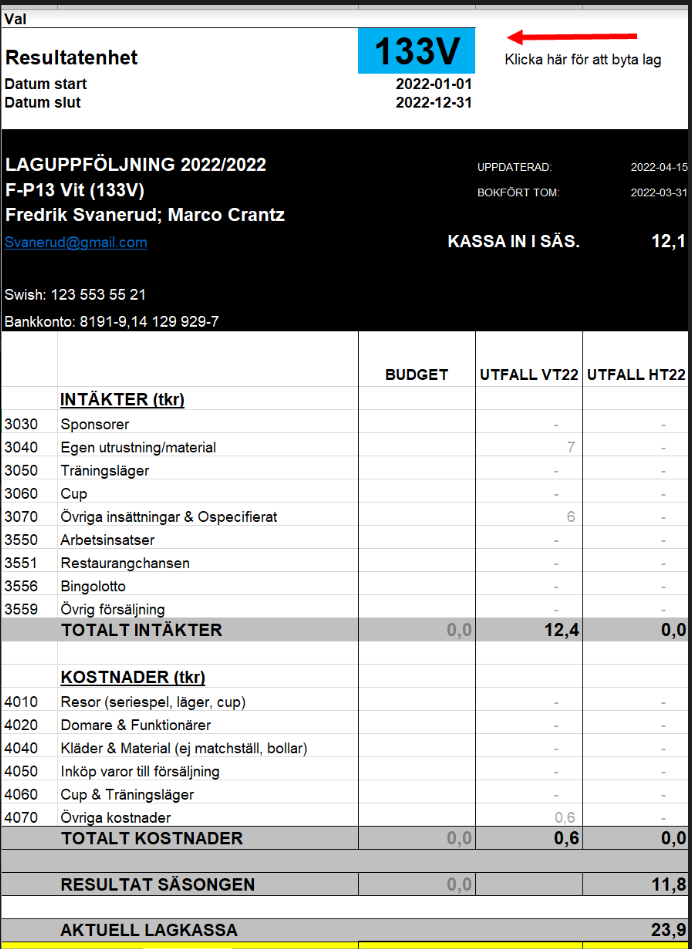 Val
Resultatenhet 133V
Klicka här för att byta lag
Datum start 2022-01-01
Datum slut 2022-12-31
LAGUPPFÖLJNING 2022/2022 UPPDATERAD: 2022-04-15
F-P13 Vit (133V) BOKFÖRT TOM: 2022-03-31
Fredrik Svanerud; Marco Crantz
Svanerud@gmail.com KASSA IN I SÄS. 12,1
Swish: 123 553 55 21
Bankkonto: 8191-9,14 129 929-7
BUDGET UTFALL VT22 UTFALL HT22
INTÄKTER (tkr)
3030 Sponsorer - -
3040 Egen utrustning/material 7 -
3050 Träningsläger - -
3060 Cup - -
3070 Övriga insättningar & Ospecifierat 6 -
3550 Arbetsinsatser - -
3551 Restaurangchansen - -
3556 Bingolotto - -
3559 Övrig försäljning - -
TOTALT INTÄKTER 0,0 12,4 0,0
KOSTNADER (tkr)
4010 Resor (seriespel, läger, cup) - -
4020 Domare & Funktionärer - -
4040 Kläder & Material (ej matchställ, bollar) - -
4050 Inköp varor till försäljning - -
4060 Cup & Träningsläger - -
4070 Övriga kostnader 0,6 -
TOTALT KOSTNADER 0,0 0,6 0,0
RESULTAT SÄSONGEN 0,0 11,8
AKTUELL LAGKASSA 23,9